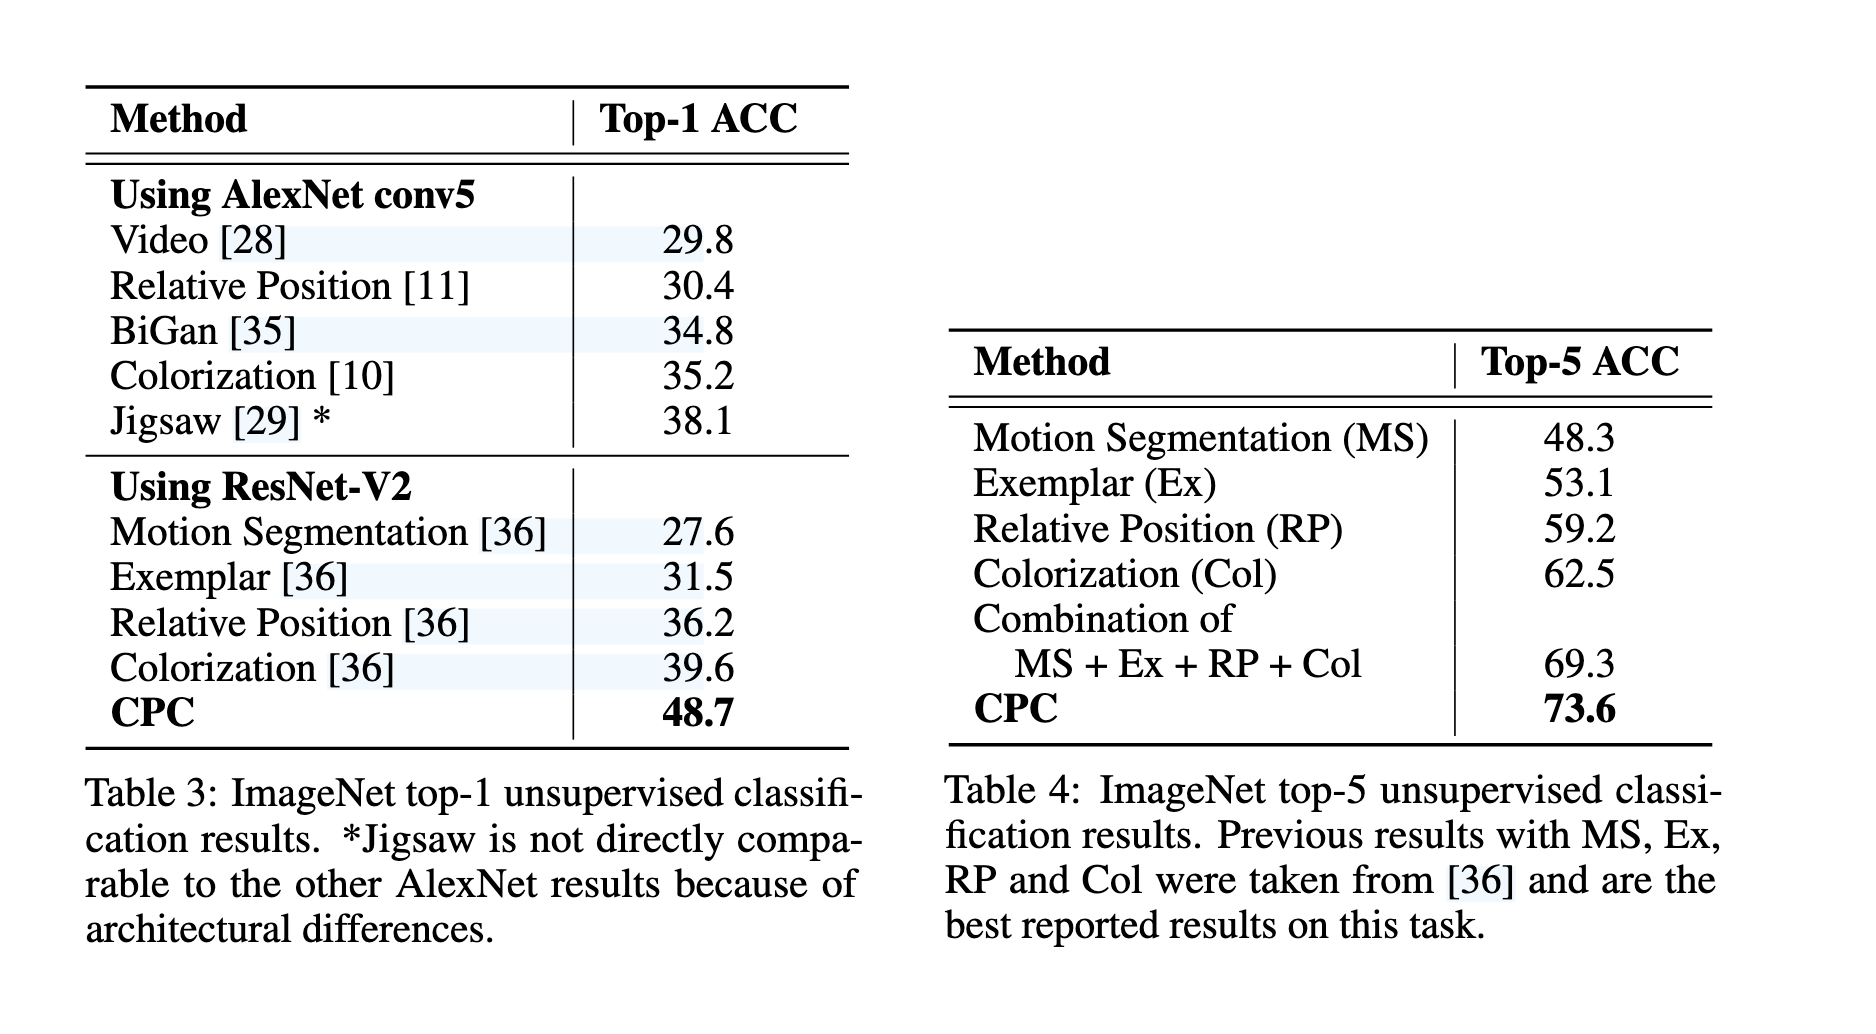 Method Top-1 ACC
Using AlexNet conv5
Video [28] 29.8
Relative Position [11] 30.4
BiGan [35] 34.8
Colorization [10] 35.2
Jigsaw [29] * 38.1
Using ResNet-V2
Motion Segmentation [36] 27.6
Exemplar [36] 31.5
Relative Position [36] 36.2
Colorization [36] 39.6
CPC 48.7
Table 3: ImageNet top-1 unsupervised classifi-
cation results. *Jigsaw is not directly compa-
rable to the other AlexNet results because of
architectural differences.
Method Top-5 ACC
Motion Segmentation (MS) 48.3
Exemplar (Ex) 53.1
Relative Position (RP) 59.2
Colorization (Col) 62.5
Combination of
MS + Ex + RP + Col 69.3
CPC 73.6
Table 4: ImageNet top-5 unsupervised classi-
fication results. Previous results with MS, Ex,
RP and Col were taken from [36] and are the
best reported results on this task.